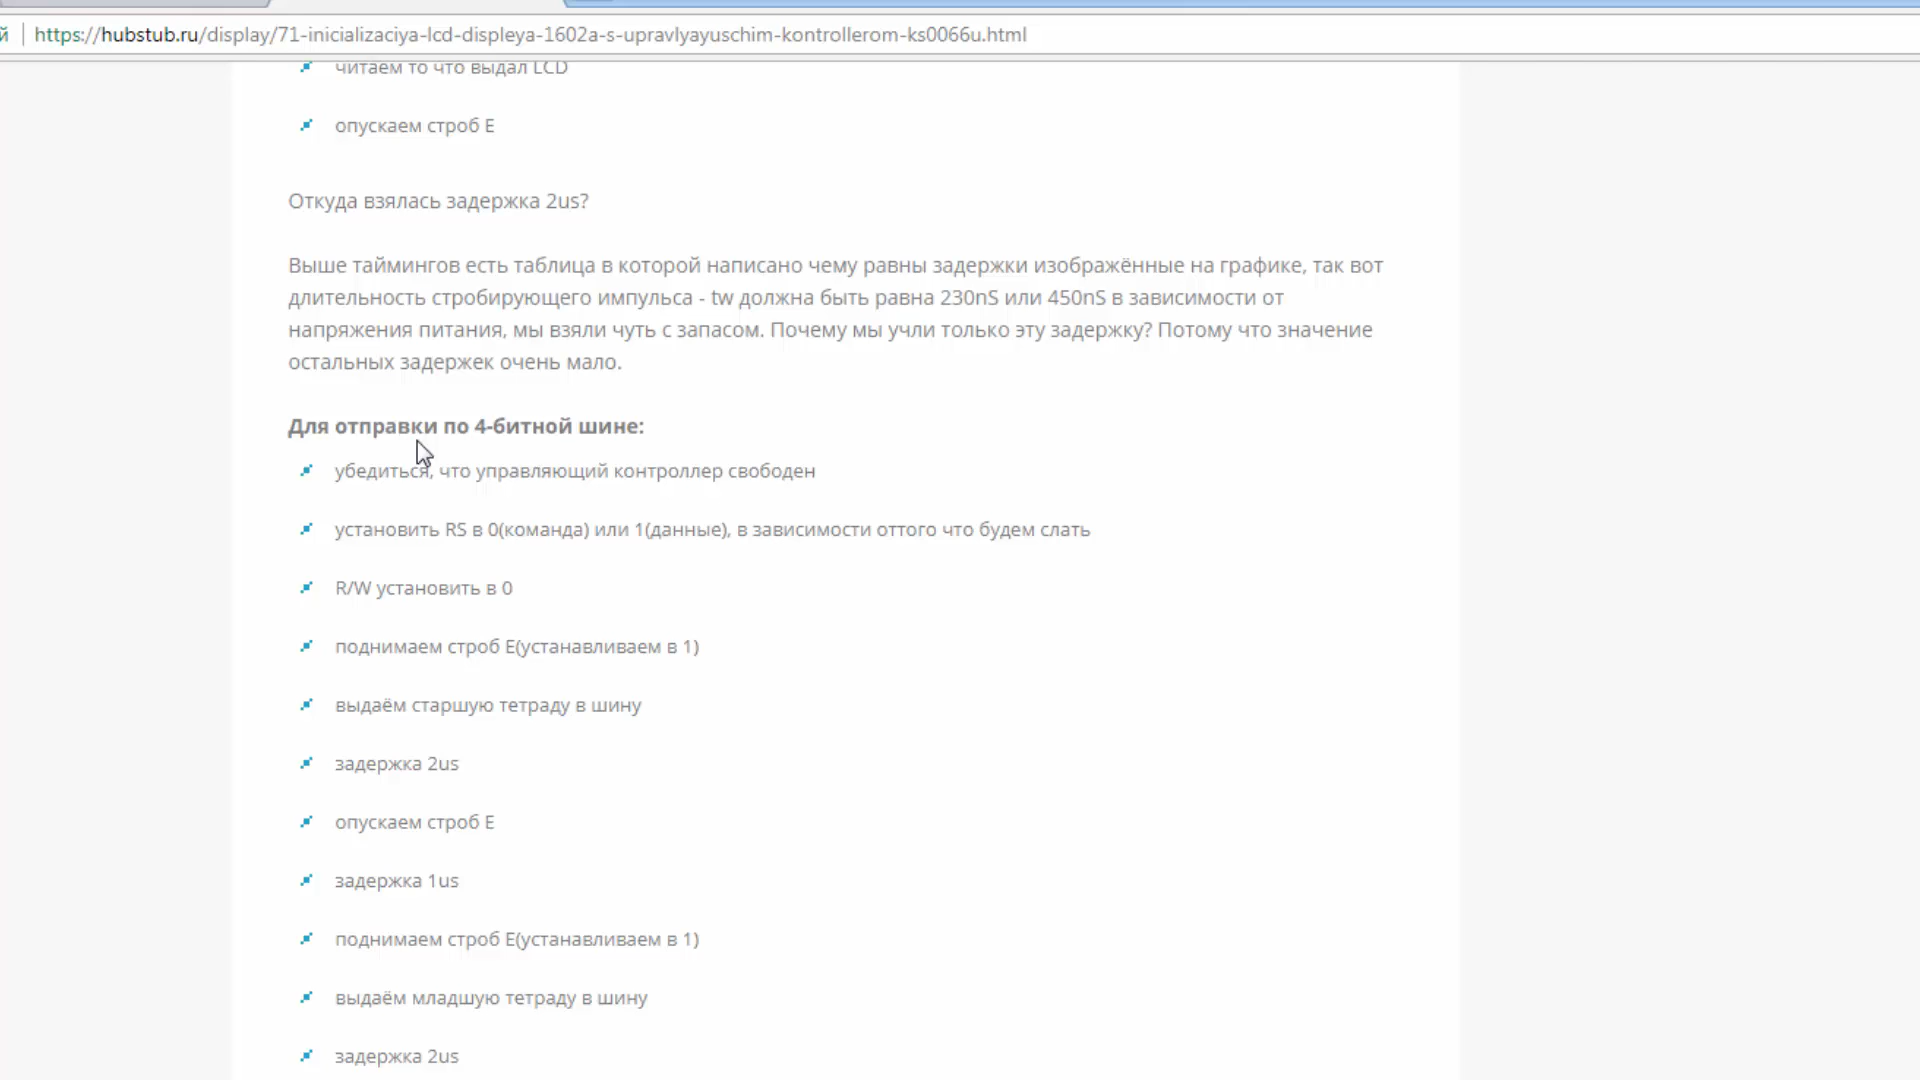 й https://hubstub.ru/display/71-inicializaciya-lcd-displeya-1602a-s-upravlyayuschim-kontrollerom-ks0066u.html
читаем то что выдал LCD
опускаем строб E
Откуда взялась задержка 2us?
Выше таймингов есть таблица в которой написано чему равны задержки изображённые на графике, так вот
длительность стробирующего импульса - tw должна быть равна 230nS или 450nS в зависимости от
напряжения питания, мы взяли чуть с запасом. Почему мы учли только эту задержку? Потому что значение
остальных задержек очень мало.
Для отправки по 4-битной шине:
убедиться, что управляющий контроллер свободен
установить RS в 0(команда) или 1(данные), в зависимости оттого что будем слать
R/W установить в 0
поднимаем строб E(устанавливаем в 1)
выдаём старшую тетраду в шину
задержка 2us
опускаем строб E
задержка 1us
поднимаем строб E(устанавливаем в 1)
выдаём младшую тетраду в шину
задержка 2us